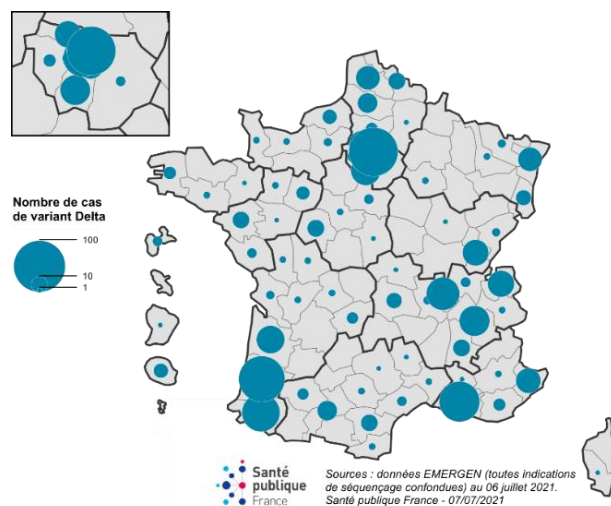 Nombre de cas
de variant Delta
100
10
1
Santé
publique
France
Sources : données EMERGEN (toutes indications
de séquençage confondues) au 06 juillet 2021.
Santé publique France - 07/07/2021